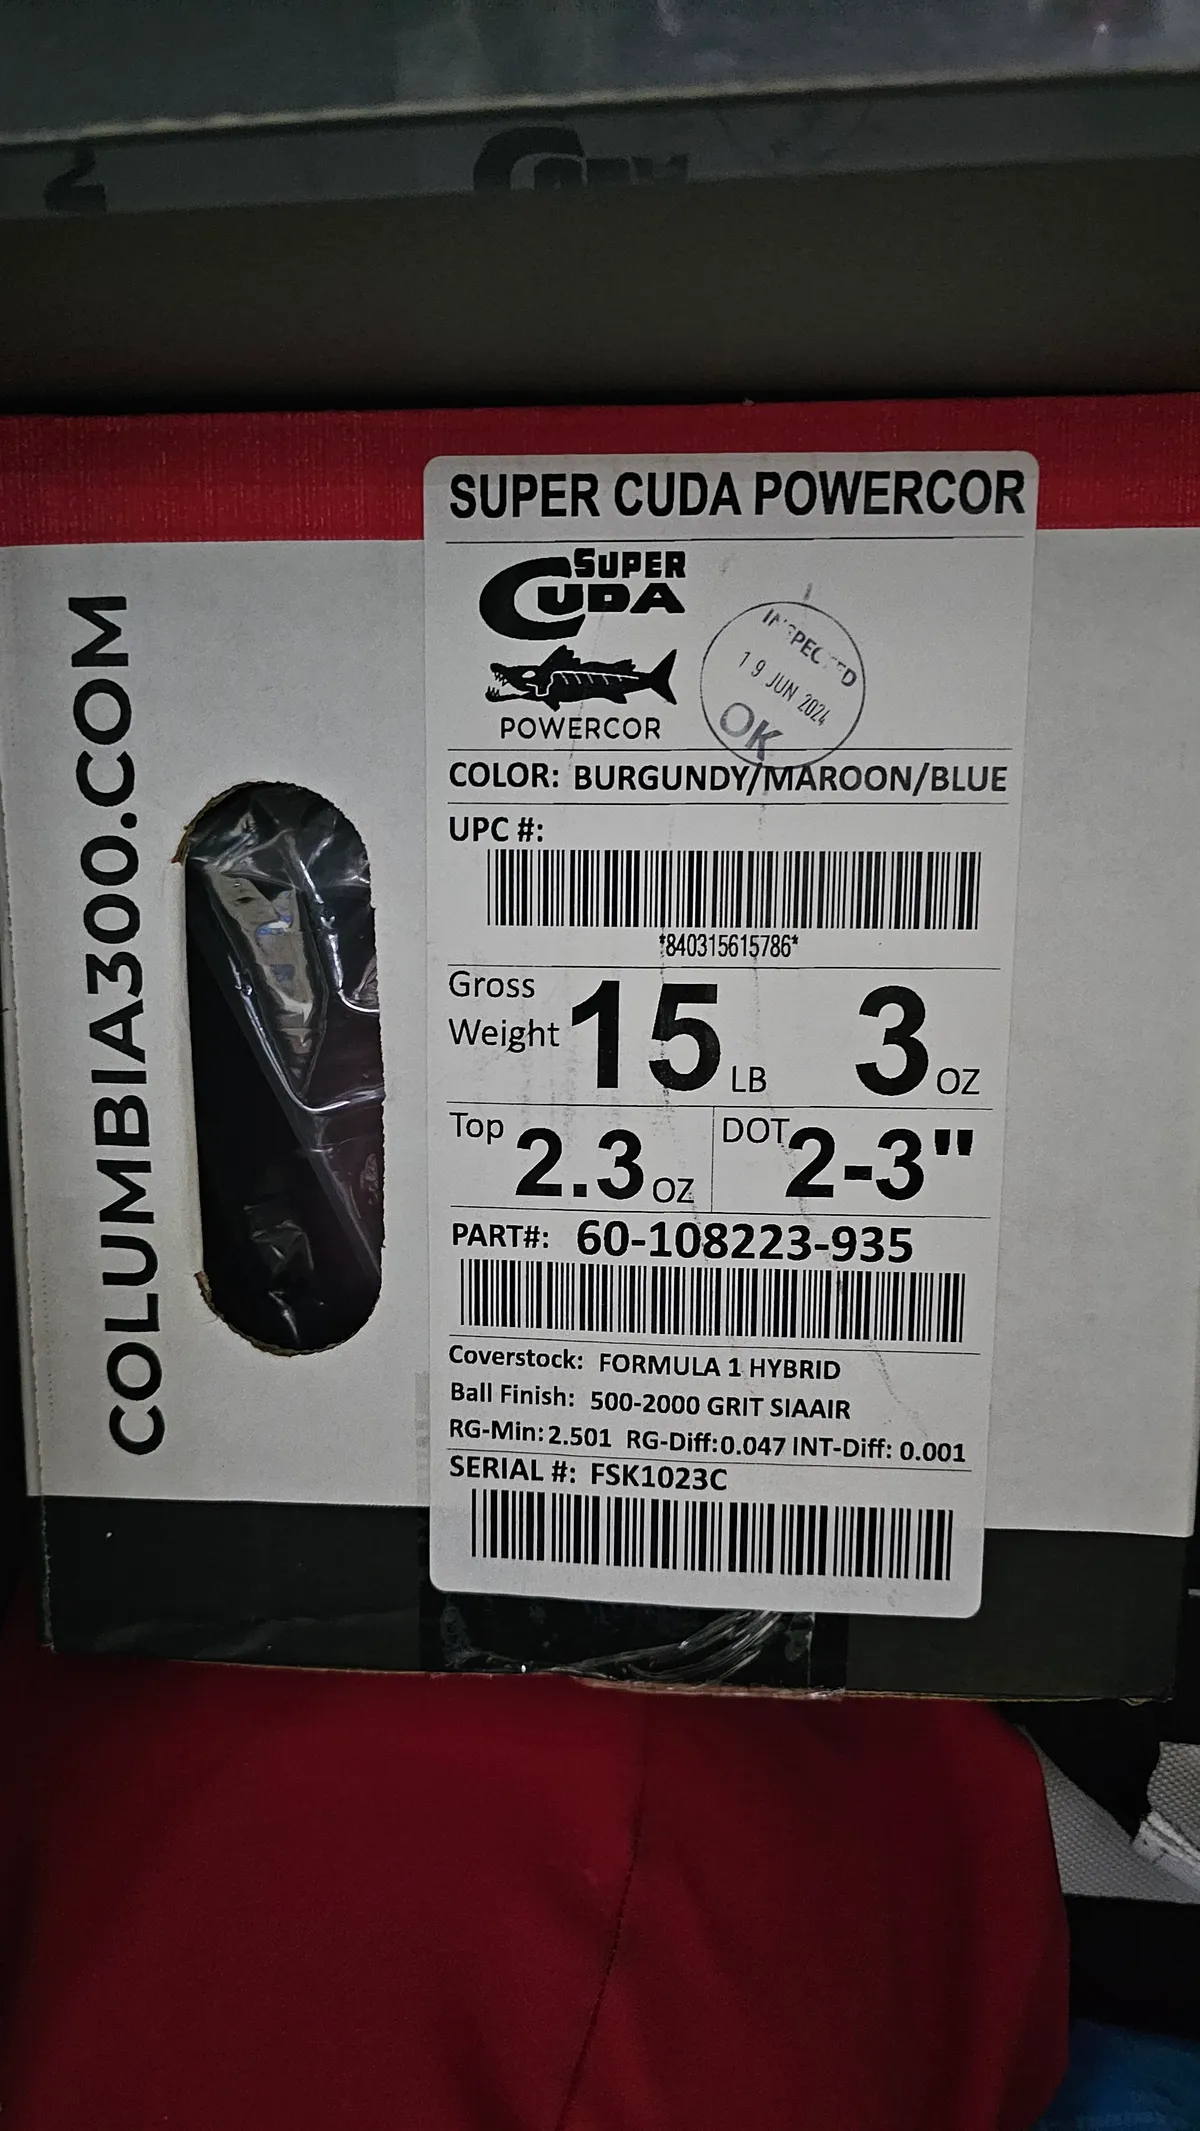 COLUMBIA300.COM
SUPER CUDA POWERCOR
SUPER
CUDA
POWERCOR
INSPECTED
19 JUN 2024
OK
COLOR: BURGUNDY/MAROON/BLUE
UPC #:
*840315615786*
Gross Weight 15 LB 3 OZ
Top 2.3 OZ DOT 2-3"
PART#: 60-108223-935
Coverstock: FORMULA 1 HYBRID
Ball Finish: 500-2000 GRIT SIAAIR
RG-Min: 2.501 RG-Diff: 0.047 INT-Diff: 0.001
SERIAL #: FSK1023C